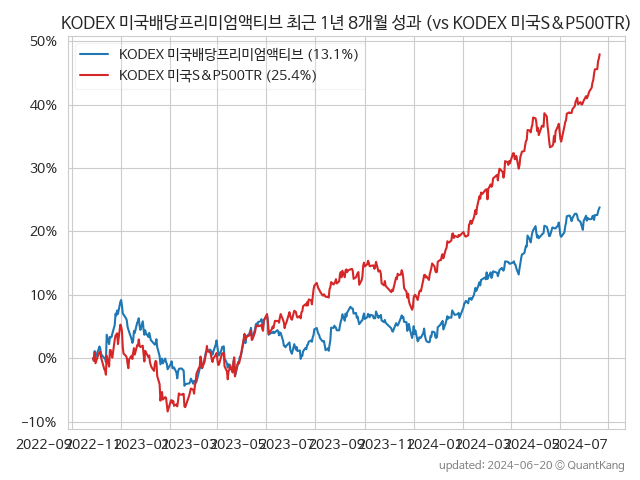 KODEX 미국배당프리미엄액티브 최근 1년 8개월 성과 (vs KODEX 미국S&P500TR)
KODEX 미국배당프리미엄액티브 (13.1%)
KODEX 미국S&P500TR (25.4%)
50%
40%
30%
20%
10%
0%
−10%
2022-09 2022-11 2023-01 2023-03 2023-05 2023-07 2023-09 2023-11 2024-01 2024-03 2024-05 2024-07
updated: 2024-06-20 © QuantKang